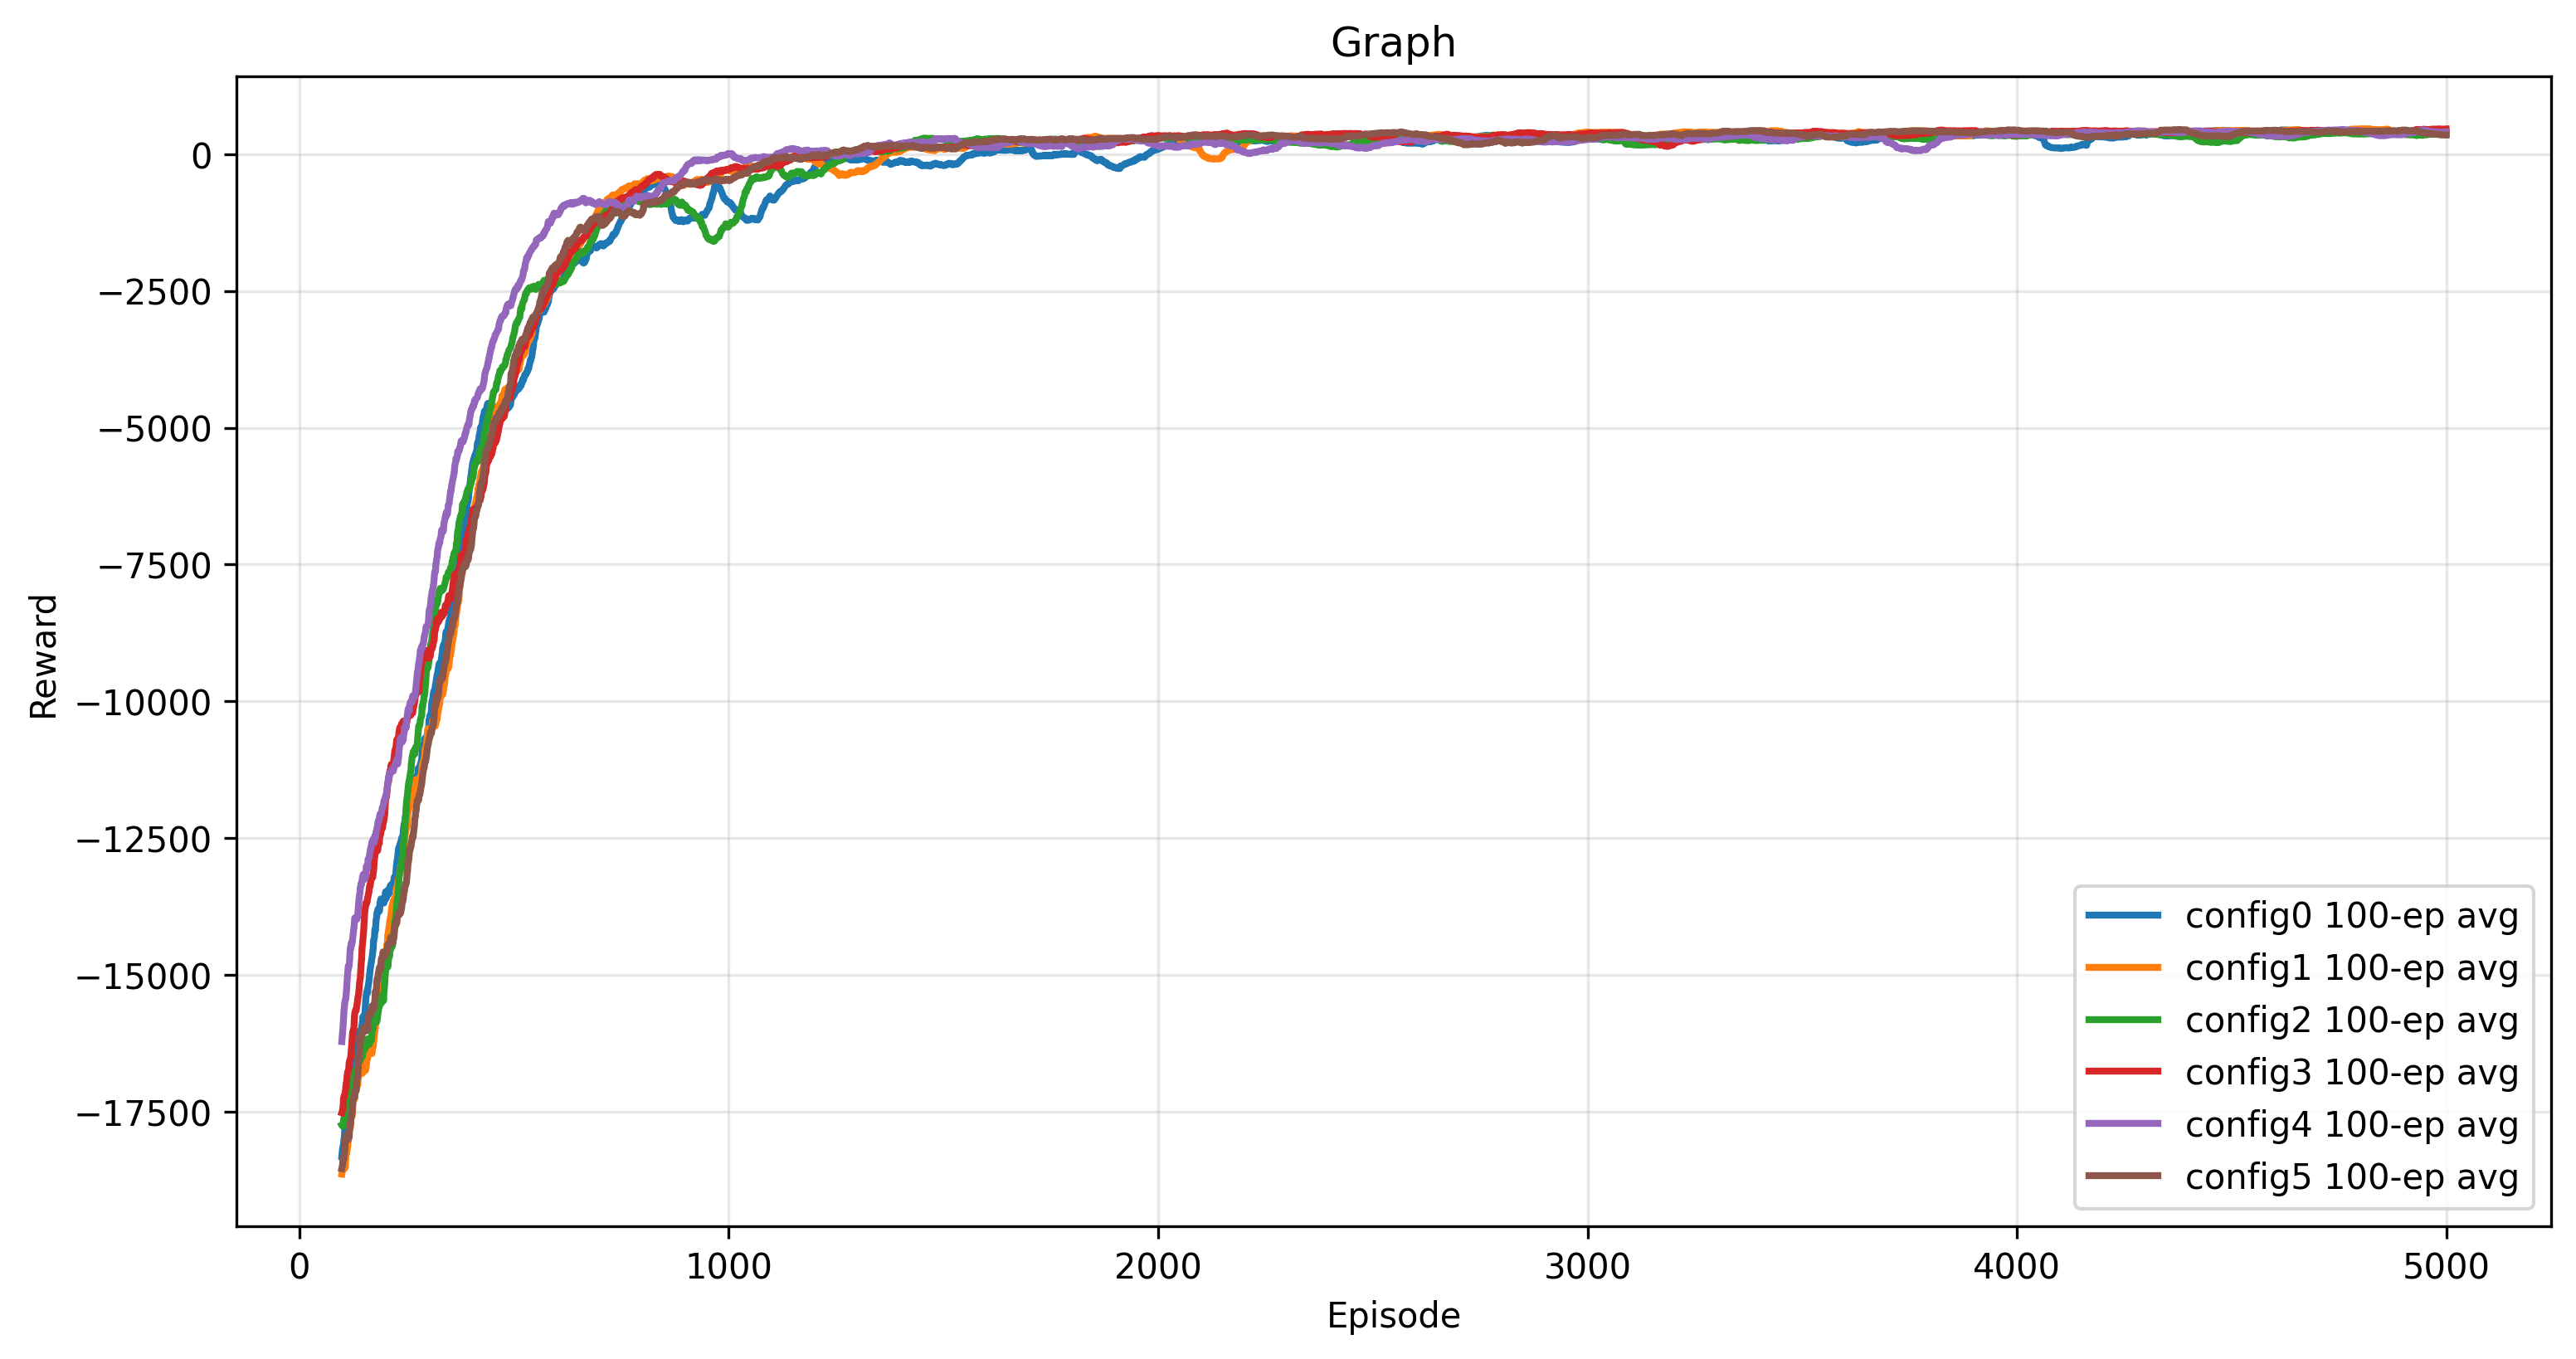 Graph
Reward
0
−2500
−5000
−7500
−10000
−12500
−15000
−17500
config0 100-ep avg
config1 100-ep avg
config2 100-ep avg
config3 100-ep avg
config4 100-ep avg
config5 100-ep avg
0 1000 2000 3000 4000 5000
Episode